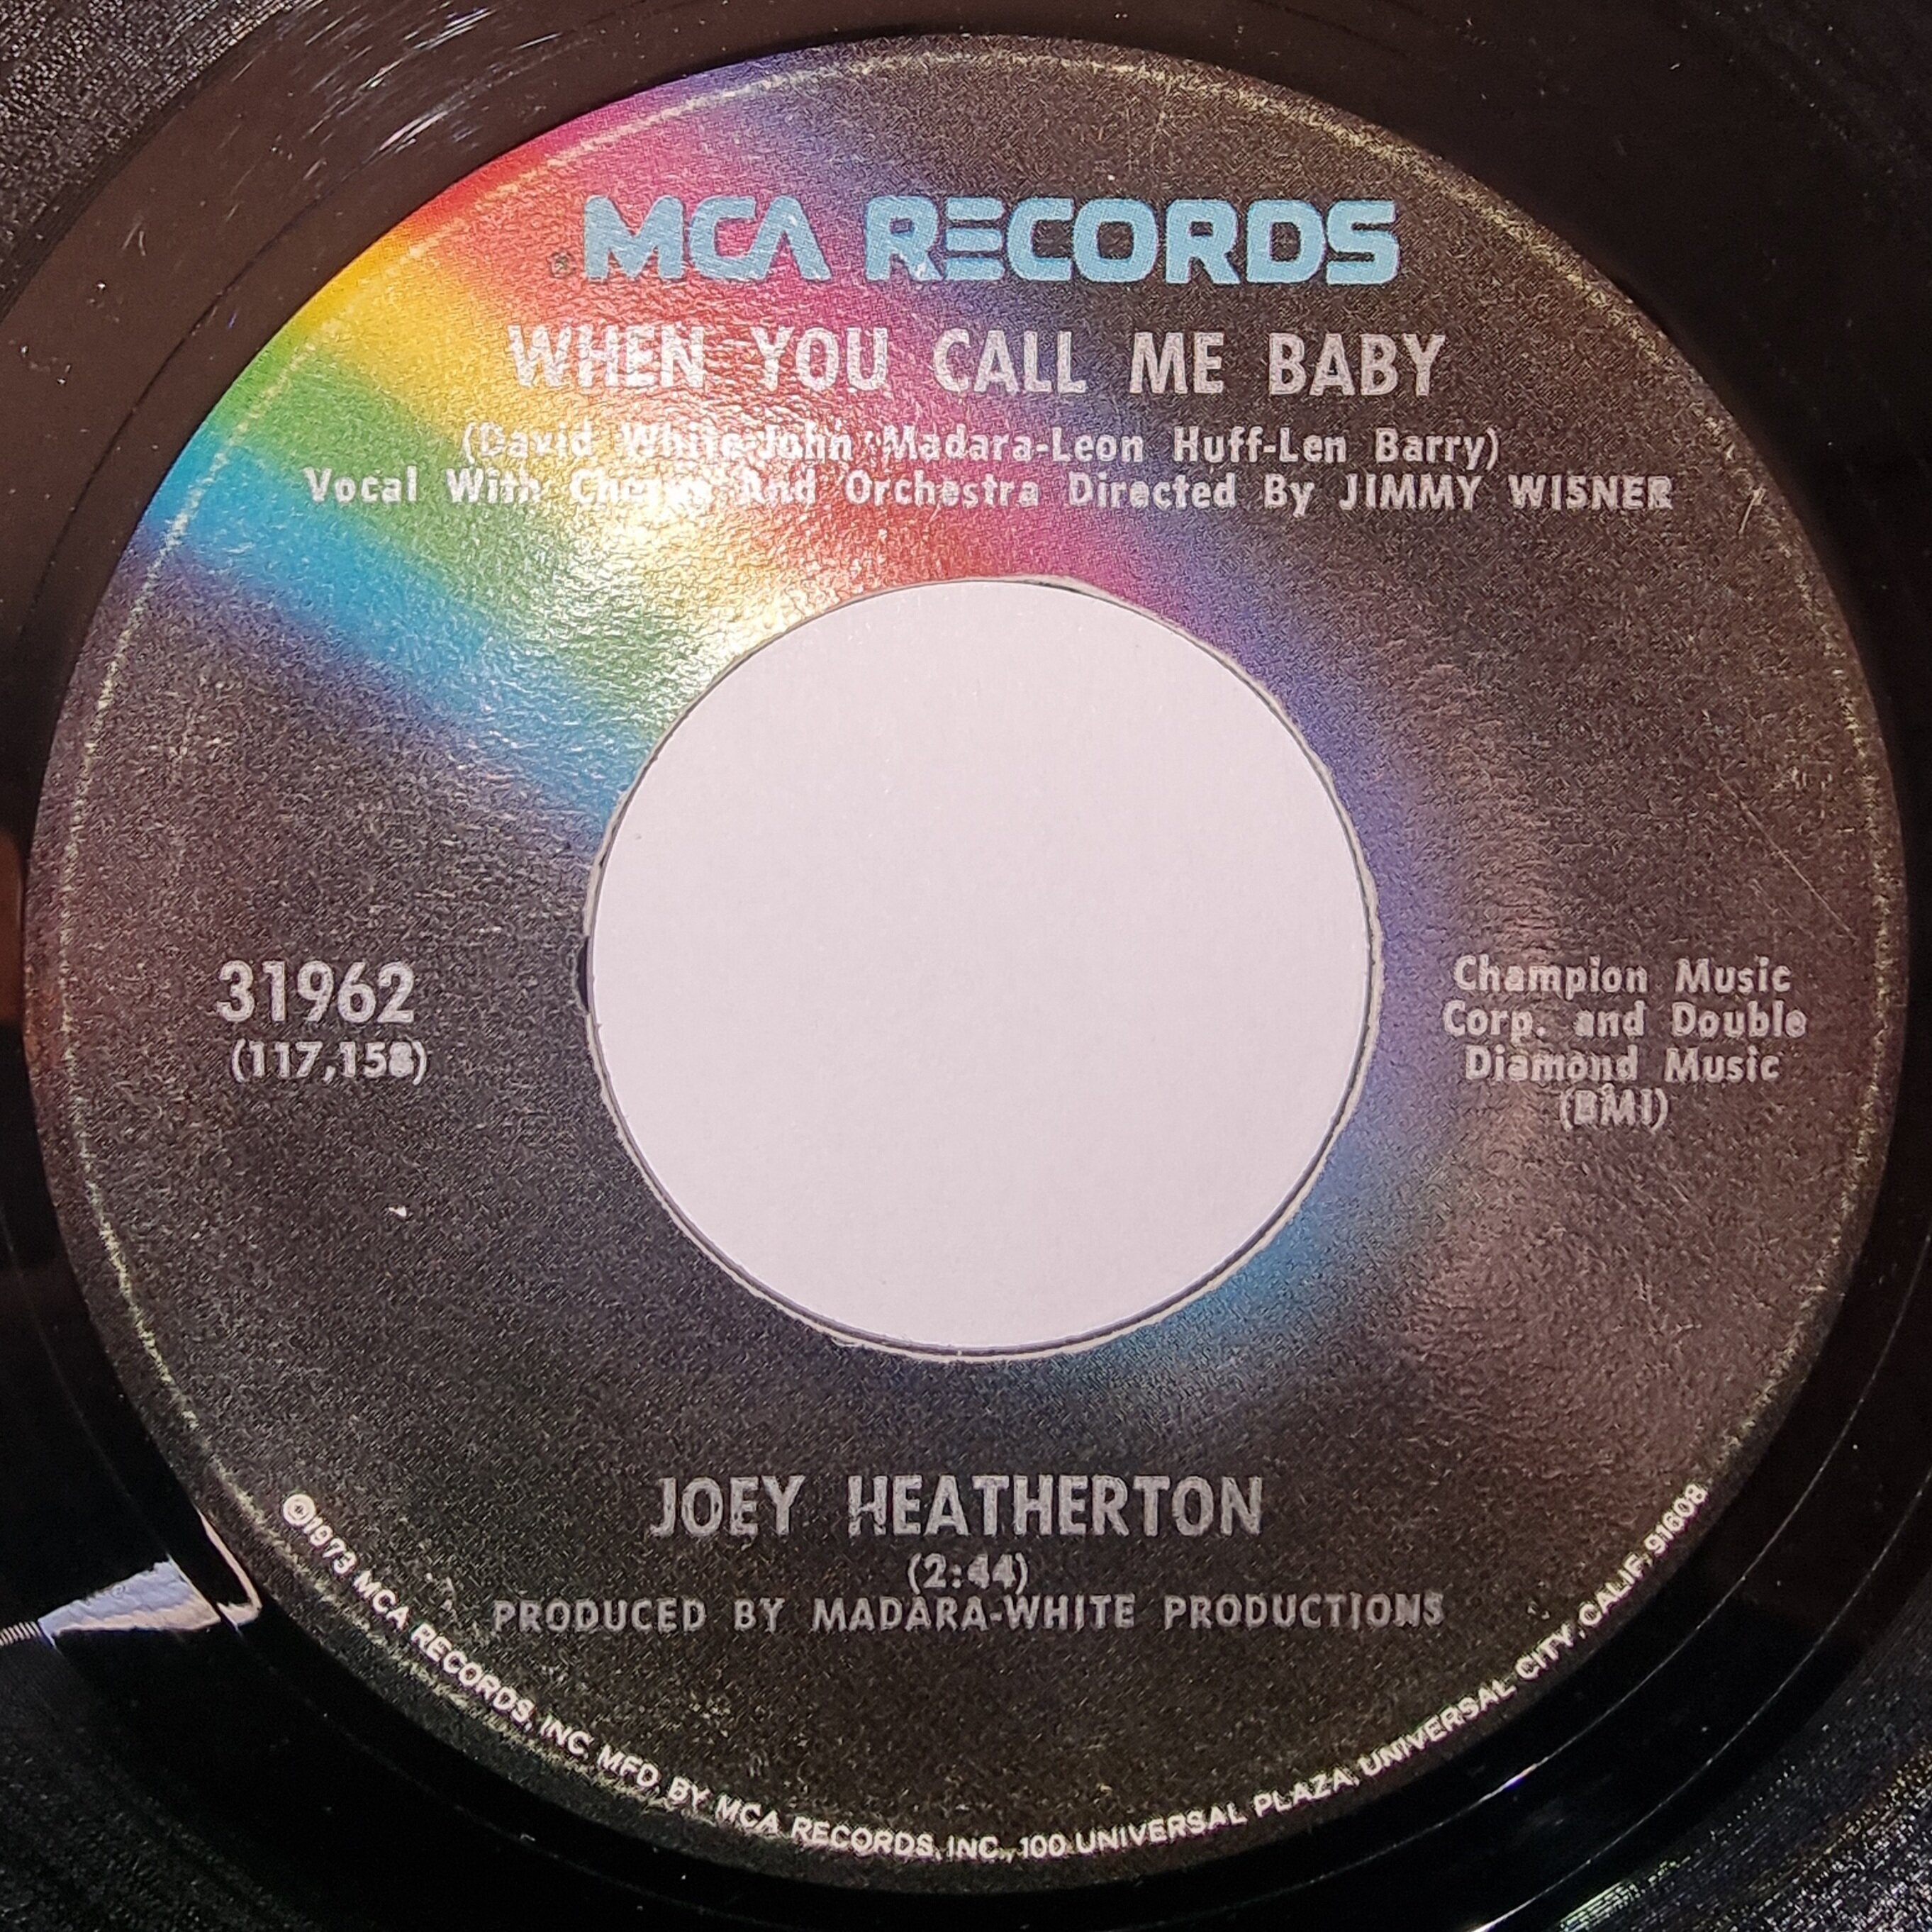 ® MCA RECORDS
WHEN YOU CALL ME BABY
(David White-John Madara-Leon Huff-Len Barry)
Vocal With Chorus And Orchestra Directed By JIMMY WISNER
31962
(117,158)
Champion Music
Corp. and Double
Diamond Music
(BMI)
JOEY HEATHERTON
(2:44)
PRODUCED BY MADARA-WHITE PRODUCTIONS
©1973 MCA RECORDS, INC. MFD. BY MCA RECORDS, INC., 100 UNIVERSAL PLAZA, UNIVERSAL CITY, CALIF. 91608